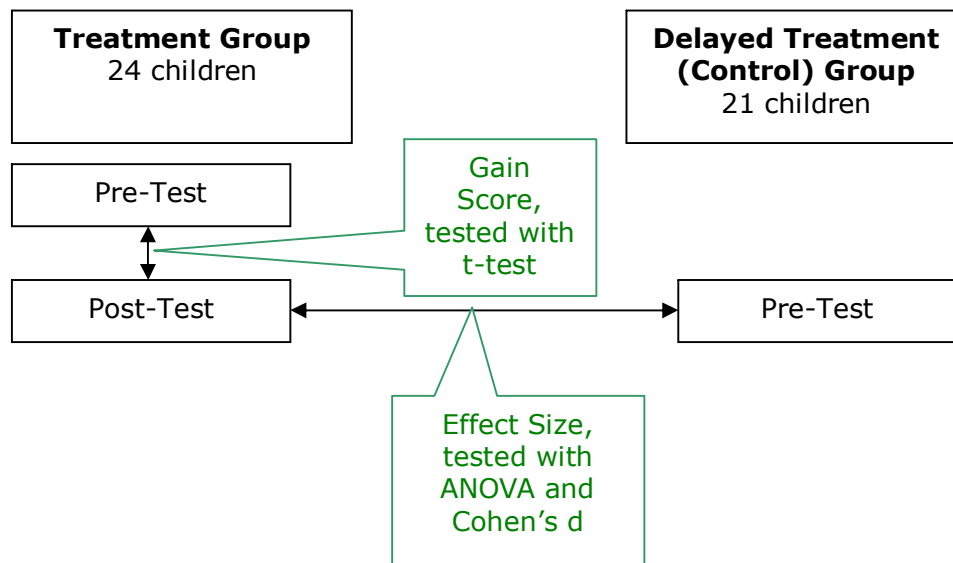 Treatment Group
24 children
Delayed Treatment
(Control) Group
21 children
Pre-Test
Gain
Score,
tested with
t-test
Post-Test
Pre-Test
Effect Size,
tested with
ANOVA and
Cohen’s d